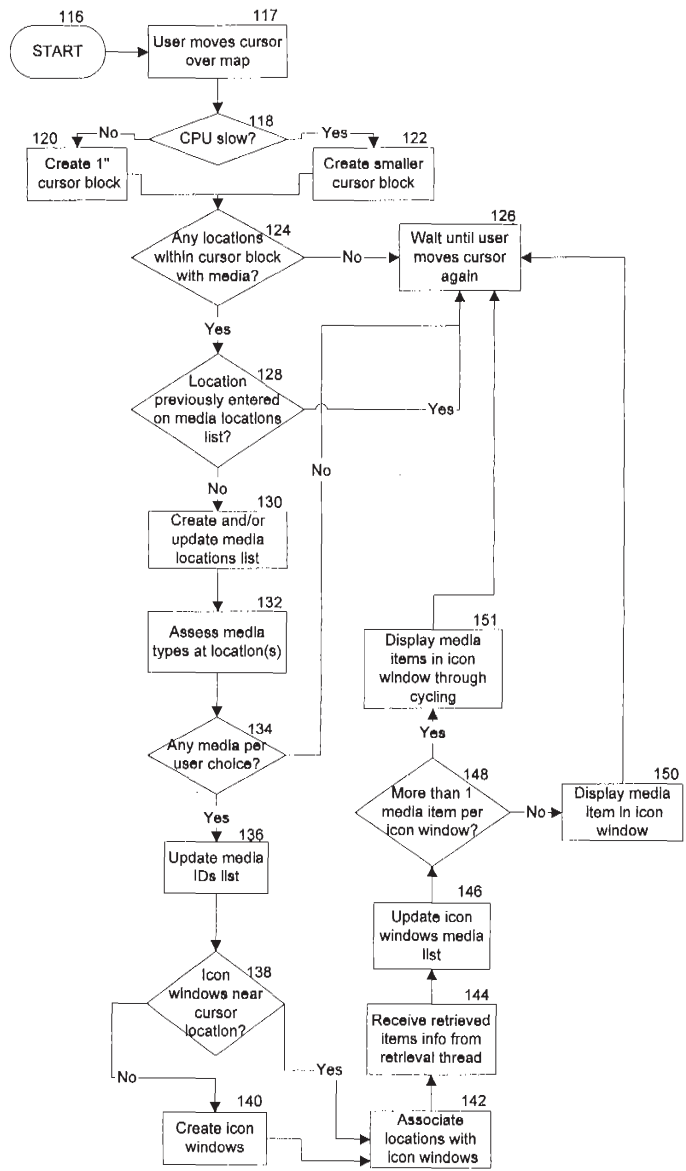 116
START
117
User moves cursor
over map
118
CPU slow?
No
Yes
120
Create 1"
cursor block
122
Create smaller
cursor block
124
Any locations
within cursor block
with media?
No
126
Wait until user
moves cursor
again
Yes
128
Location
previously entered
on media locations
list?
Yes
No
No
130
Create and/or
update media
locations list
132
Assess media
types at location(s)
134
Any media per
user choice?
Yes
136
Update media
IDs list
138
Icon
windows near
cursor
location?
No
Yes
140
Create icon
windows
142
Associate
locations with
icon windows
144
Receive retrieved
items info from
retrieval thread
146
Update icon
windows media
list
148
More than 1
media item per
icon window?
Yes
No
150
Display media
item in icon
window
151
Display media
items in icon
window through
cycling